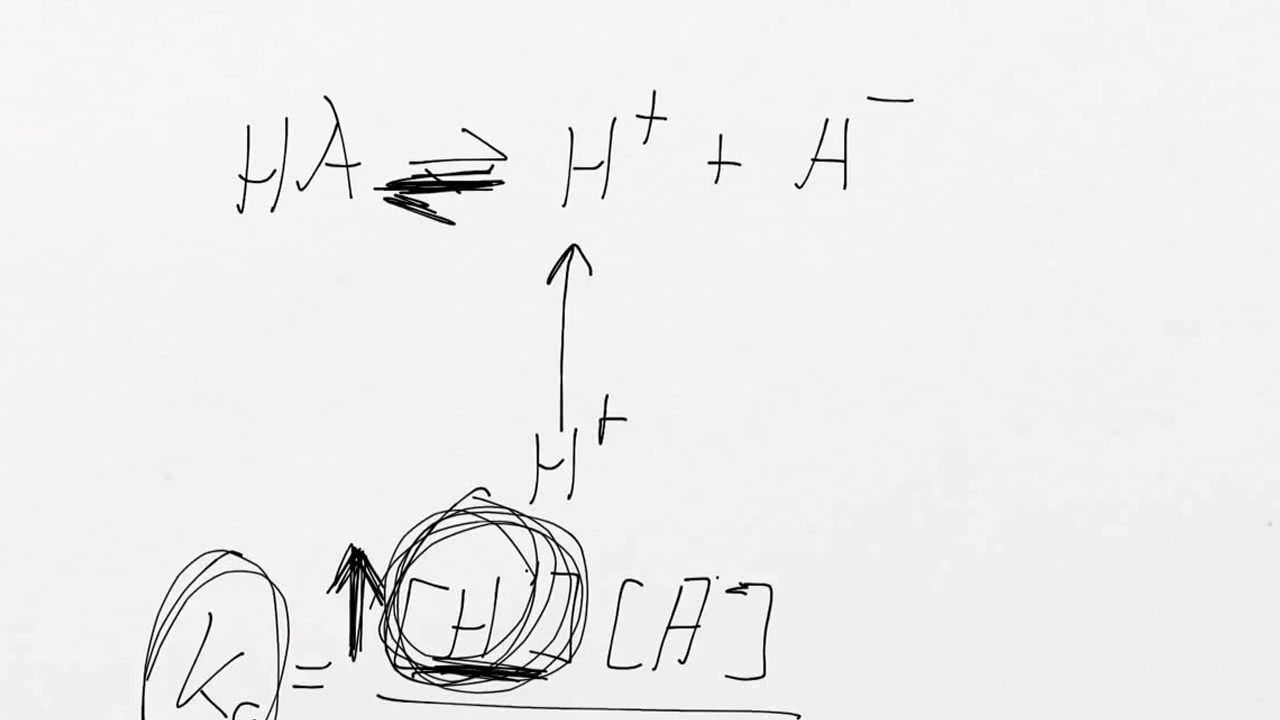 HA ⇌ H⁺ + A⁻
H⁺
Kc = ↑ [H⁺] [A⁻]